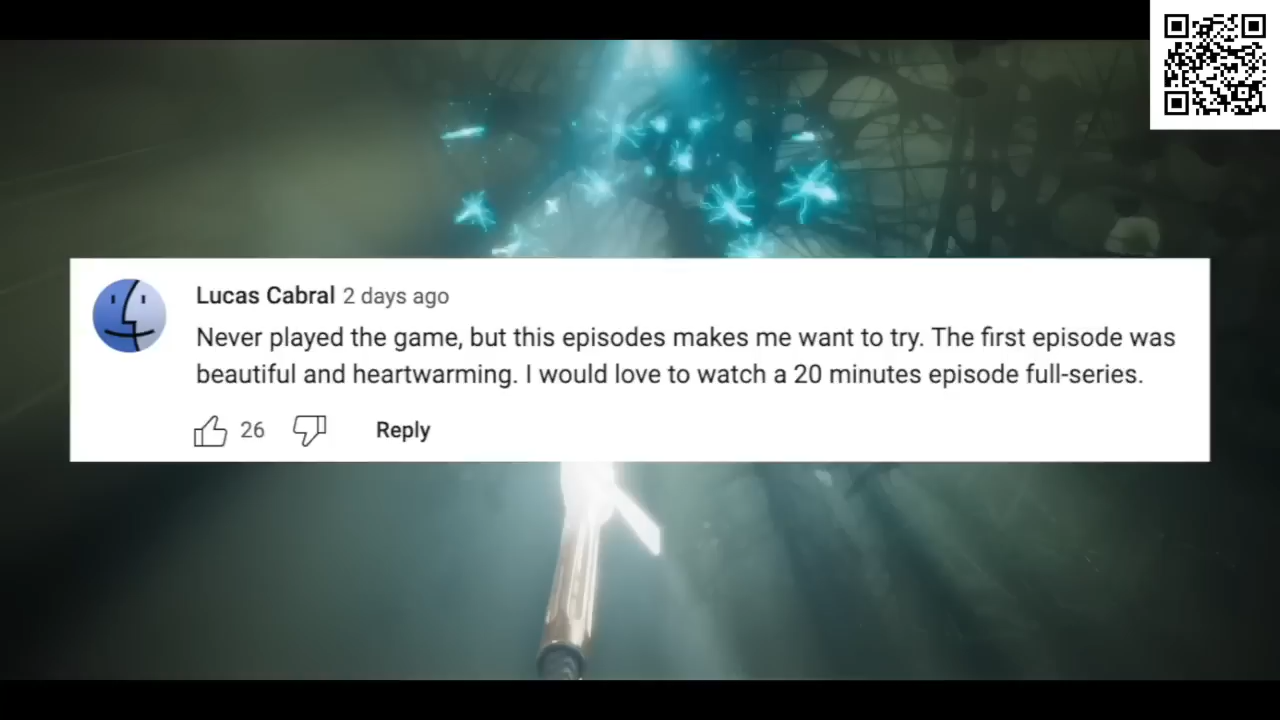 Lucas Cabral 2 days ago
Never played the game, but this episodes makes me want to try. The first episode was
beautiful and heartwarming. I would love to watch a 20 minutes episode full-series.
26 Reply